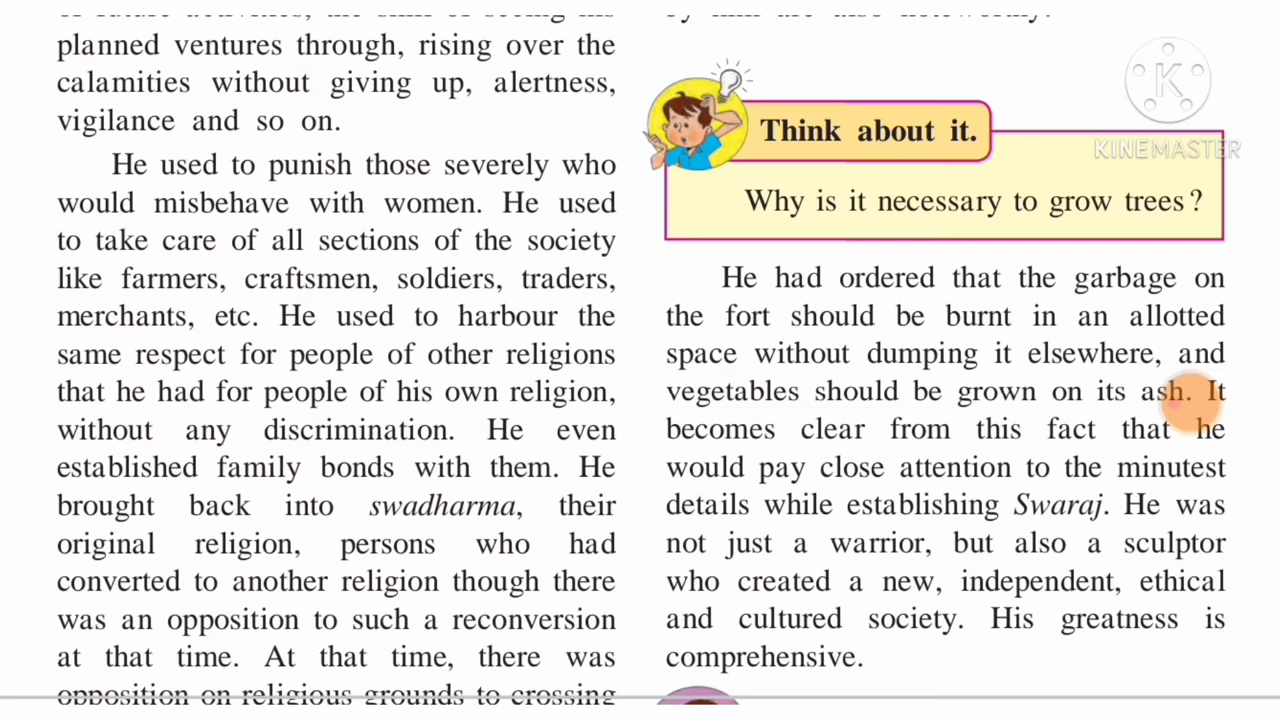 planned ventures through, rising over the
calamities without giving up, alertness,
vigilance and so on.
He used to punish those severely who
would misbehave with women. He used
to take care of all sections of the society
like farmers, craftsmen, soldiers, traders,
merchants, etc. He used to harbour the
same respect for people of other religions
that he had for people of his own religion,
without any discrimination. He even
established family bonds with them. He
brought back into swadharma, their
original religion, persons who had
converted to another religion though there
was an opposition to such a reconversion
at that time. At that time, there was
opposition on religious grounds to crossing
K
KINEMASTER
Think about it.
Why is it necessary to grow trees?
He had ordered that the garbage on
the fort should be burnt in an allotted
space without dumping it elsewhere, and
vegetables should be grown on its ash. It
becomes clear from this fact that he
would pay close attention to the minutest
details while establishing Swaraj. He was
not just a warrior, but also a sculptor
who created a new, independent, ethical
and cultured society. His greatness is
comprehensive.